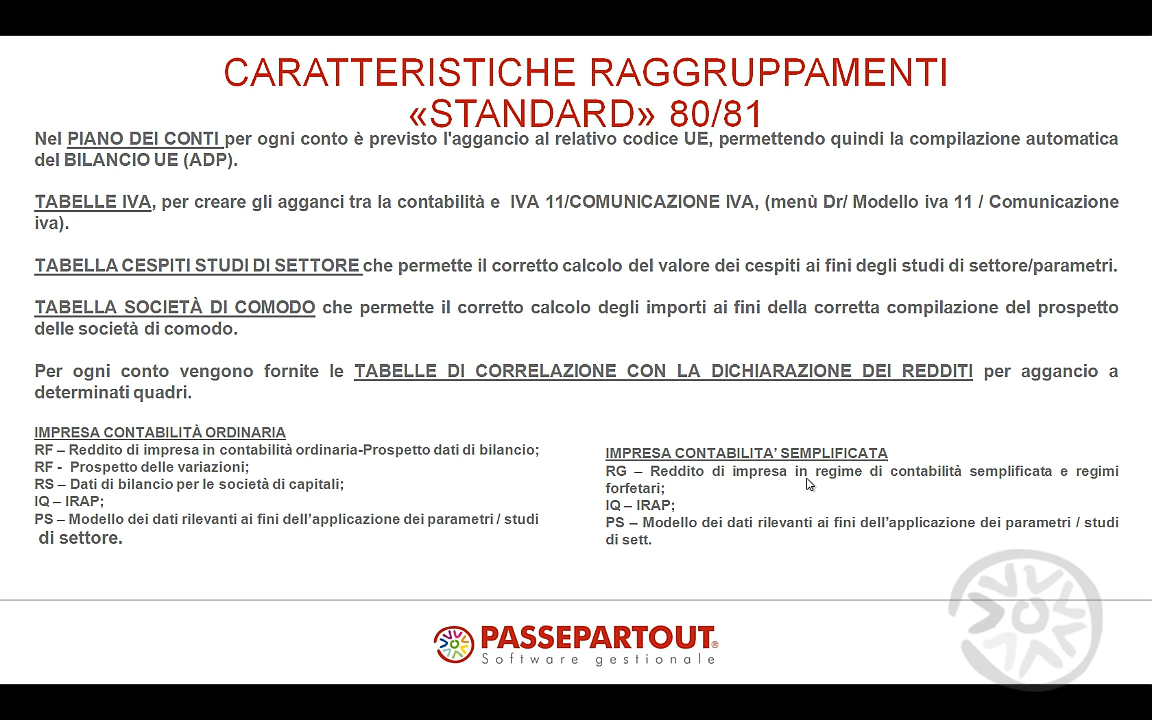 CARATTERISTICHE RAGGRUPPAMENTI
«STANDARD» 80/81
Nel PIANO DEI CONTI per ogni conto è previsto l'aggancio al relativo codice UE, permettendo quindi la compilazione automatica
del BILANCIO UE (ADP).
TABELLE IVA, per creare gli agganci tra la contabilità e IVA 11/COMUNICAZIONE IVA, (menù Dr/ Modello iva 11 / Comunicazione
iva).
TABELLA CESPITI STUDI DI SETTORE che permette il corretto calcolo del valore dei cespiti ai fini degli studi di settore/parametri.
TABELLA SOCIETÀ DI COMODO che permette il corretto calcolo degli importi ai fini della corretta compilazione del prospetto
delle società di comodo.
Per ogni conto vengono fornite le TABELLE DI CORRELAZIONE CON LA DICHIARAZIONE DEI REDDITI per aggancio a
determinati quadri.
IMPRESA CONTABILITÀ ORDINARIA
RF – Reddito di impresa in contabilità ordinaria-Prospetto dati di bilancio;
RF - Prospetto delle variazioni;
RS – Dati di bilancio per le società di capitali;
IQ – IRAP;
PS – Modello dei dati rilevanti ai fini dell'applicazione dei parametri / studi
di settore.
IMPRESA CONTABILITA' SEMPLIFICATA
RG – Reddito di impresa in regime di contabilità semplificata e regimi
forfetari;
IQ – IRAP;
PS – Modello dei dati rilevanti ai fini dell'applicazione dei parametri / studi
di sett.
PASSEPARTOUT®
Software gestionale